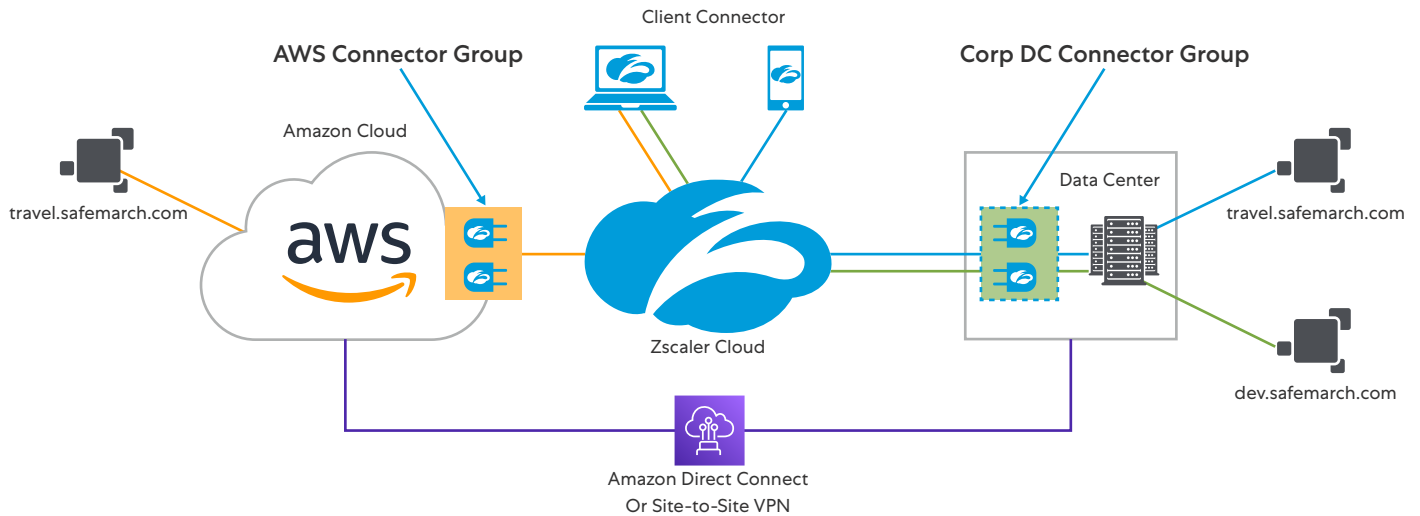 Client Connector
AWS Connector Group
Corp DC Connector Group
Amazon Cloud
Data Center
travel.safemarch.com
travel.safemarch.com
aws
Zscaler Cloud
dev.safemarch.com
Amazon Direct Connect
Or Site-to-Site VPN